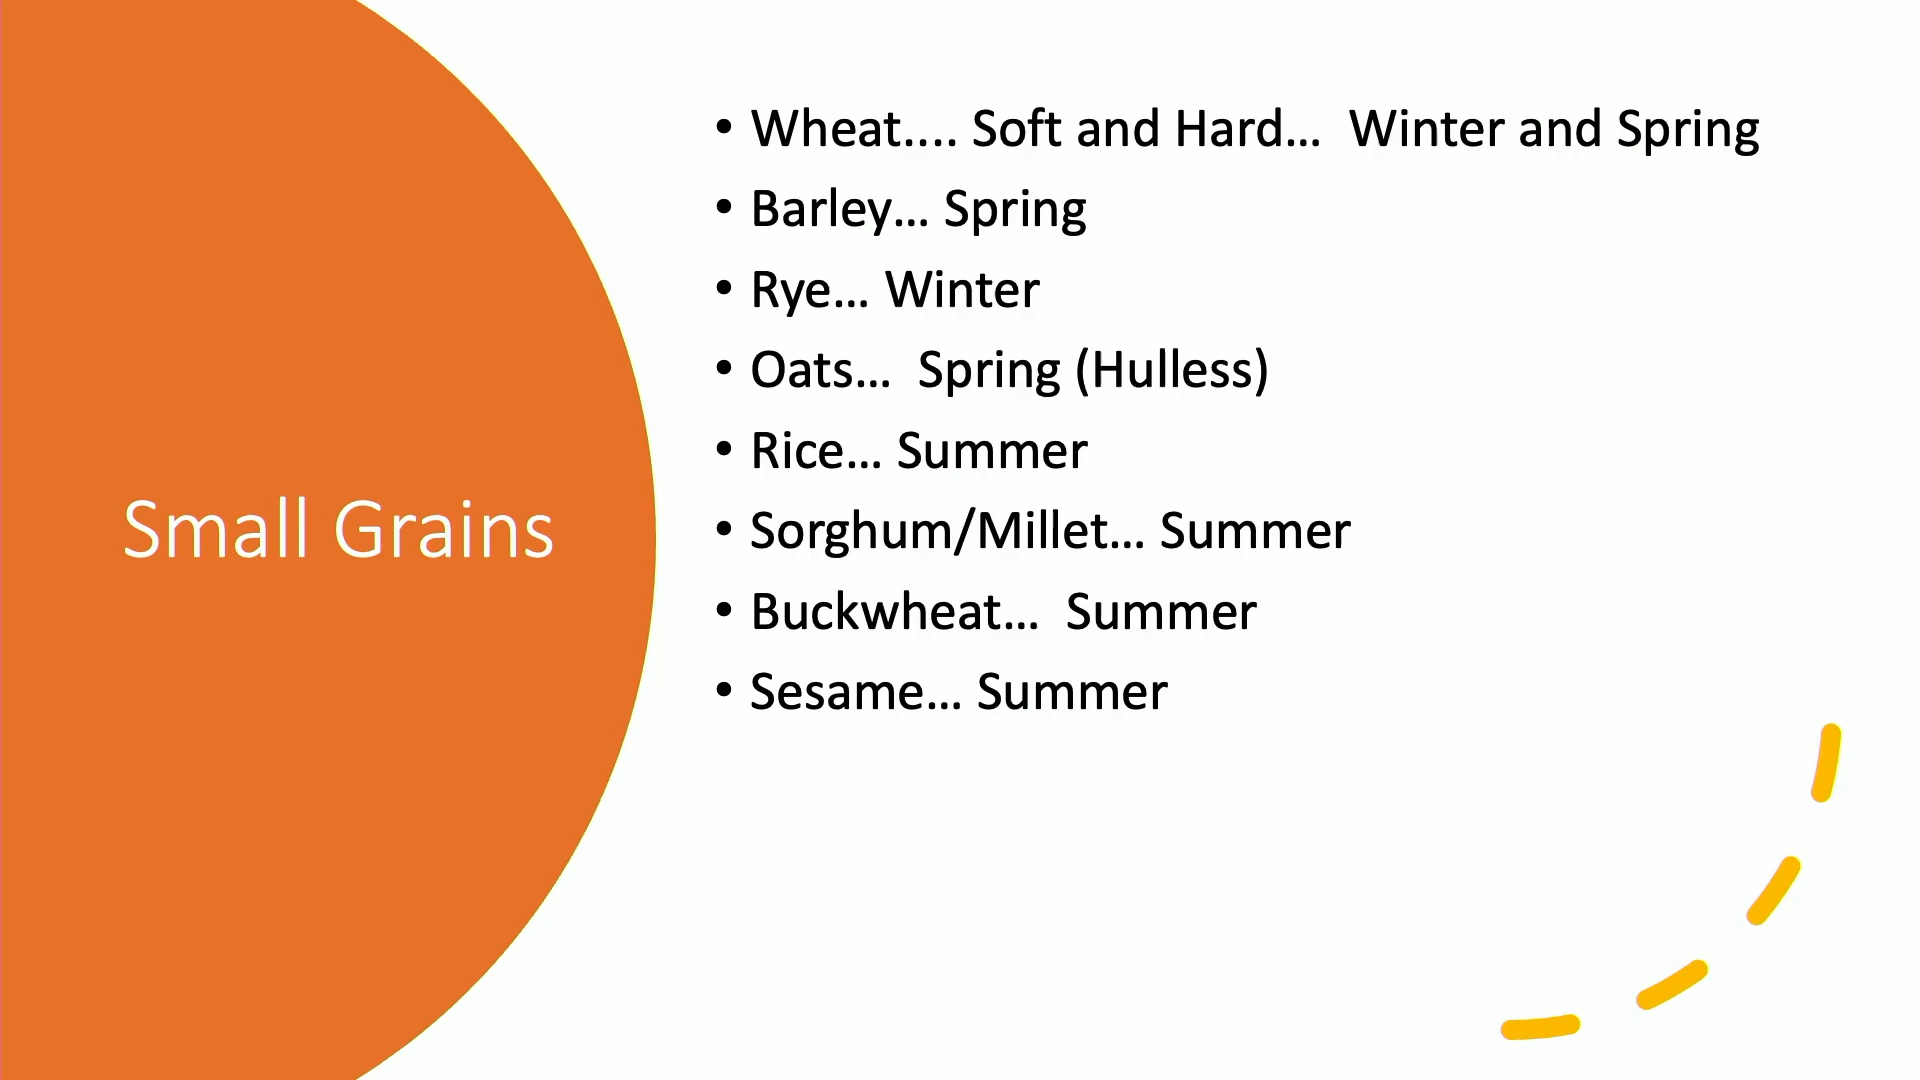 Small Grains
• Wheat.... Soft and Hard... Winter and Spring
• Barley... Spring
• Rye... Winter
• Oats... Spring (Hulless)
• Rice... Summer
• Sorghum/Millet... Summer
• Buckwheat... Summer
• Sesame... Summer